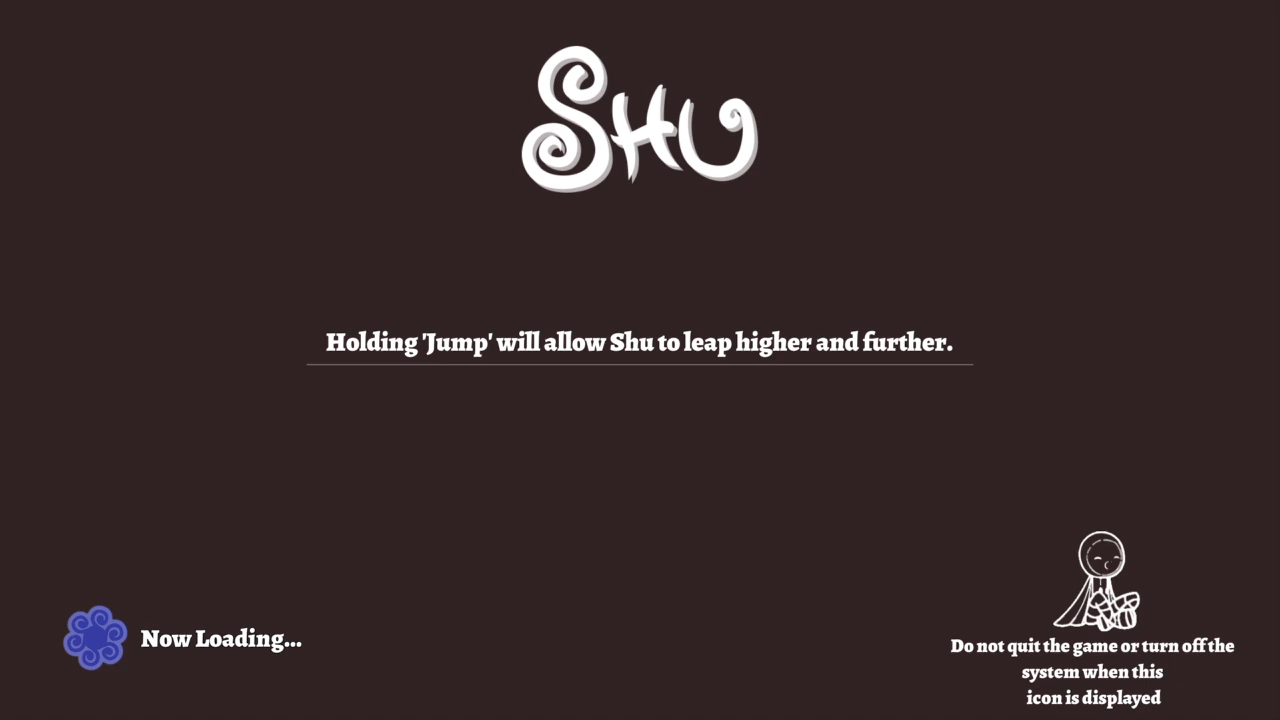 SHU
Holding 'Jump' will allow Shu to leap higher and further.
Now Loading...
Do not quit the game or turn off the
system when this
icon is displayed